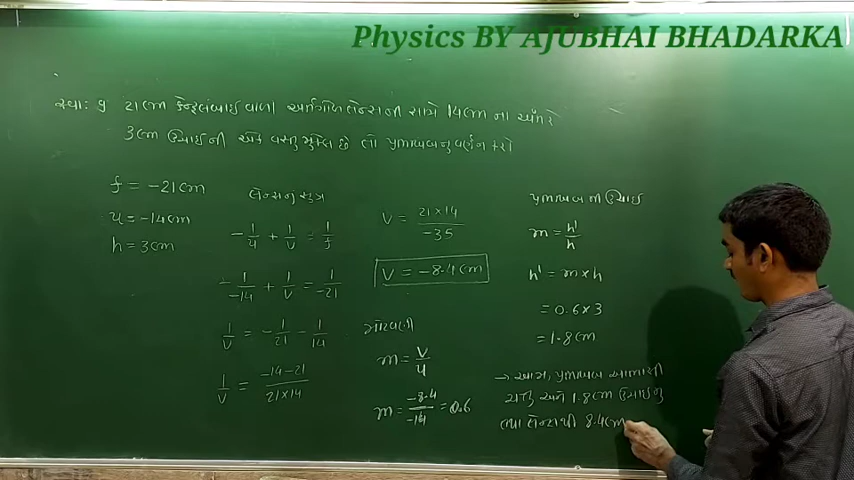 Physics BY AJUBHAI BHADARKA
21cm કેન્દ્રલંબાઇ વાળા અંતર્ગોળ લેન્સની સામે 14cm ના અંતરે
3cm ઉંચાઇની એક વસ્તુ મુકેલ છે તો પ્રતિબિંબનું વર્ણન કરો
f = -21cm
u = -14cm
h = 3cm
લેન્સનું સુત્ર
-1/u + 1/v = 1/f
-1/-14 + 1/v = 1/-21
1/v = -1/21 - 1/14
1/v = -14-21/21×14
v = 21×14/-35
v = -8.4cm
મોટવણી
m = v/u
m = -8.4/-14 = 0.6
પ્રતિબિંબની ઉંચાઇ
m = h'/h
h' = m×h
= 0.6×3
= 1.8cm
→ આમ, પ્રતિબિંબ આભાસી
ચત્તુ અને 1.8cm ઉંચાઇનું
તથા લેન્સથી 8.4cm